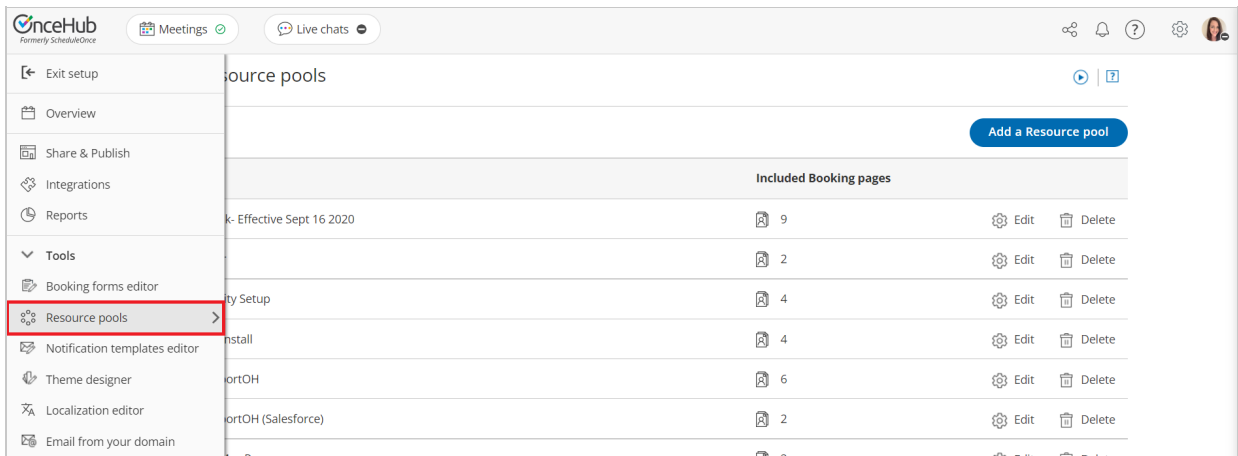 OnceHub
Formerly ScheduleOnce
Meetings
Live chats
Exit setup
Overview
Share & Publish
Integrations
Reports
Tools
Booking forms editor
Resource pools
Notification templates editor
Theme designer
Localization editor
Email from your domain
source pools
Add a Resource pool
Included Booking pages
k- Effective Sept 16 2020 9 Edit Delete
2 Edit Delete
ity Setup 4 Edit Delete
nstall 4 Edit Delete
portOH 6 Edit Delete
portOH (Salesforce) 2 Edit Delete